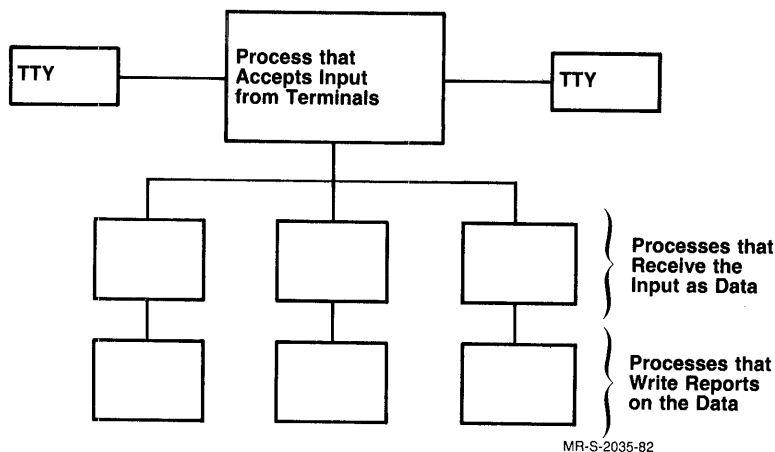 TTY
Process that
Accepts Input
from Terminals
TTY
Processes that
Receive the
Input as Data
Processes that
Write Reports
on the Data
MR-S-2035-82